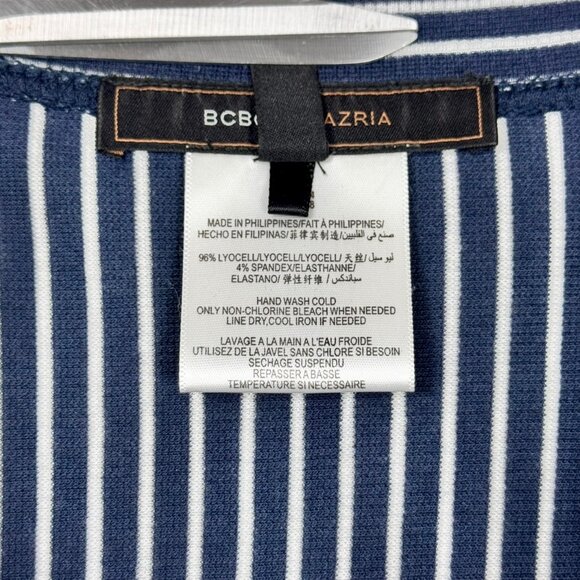 BCBG AZRIA
S
MADE IN PHILIPPINES/FAIT À PHILIPPINES/
HECHO EN FILIPINAS/菲律宾制造/صنع في الفلبين
96% LYOCELL/LYOCELL/LYOCELL/ 天丝/ ليو سيل
4% SPANDEX/ELASTHANNE/
ELASTANO/ 弹性纤维 / سباندكس
HAND WASH COLD
ONLY NON-CHLORINE BLEACH WHEN NEEDED
LINE DRY,COOL IRON IF NEEDED
LAVAGE A LA MAIN A L'EAU FROIDE
UTILISEZ DE LA JAVEL SANS CHLORE SI BESOIN
SECHAGE SUSPENDU
REPASSER A BASSE
TEMPERATURE SI NECESSAIRE